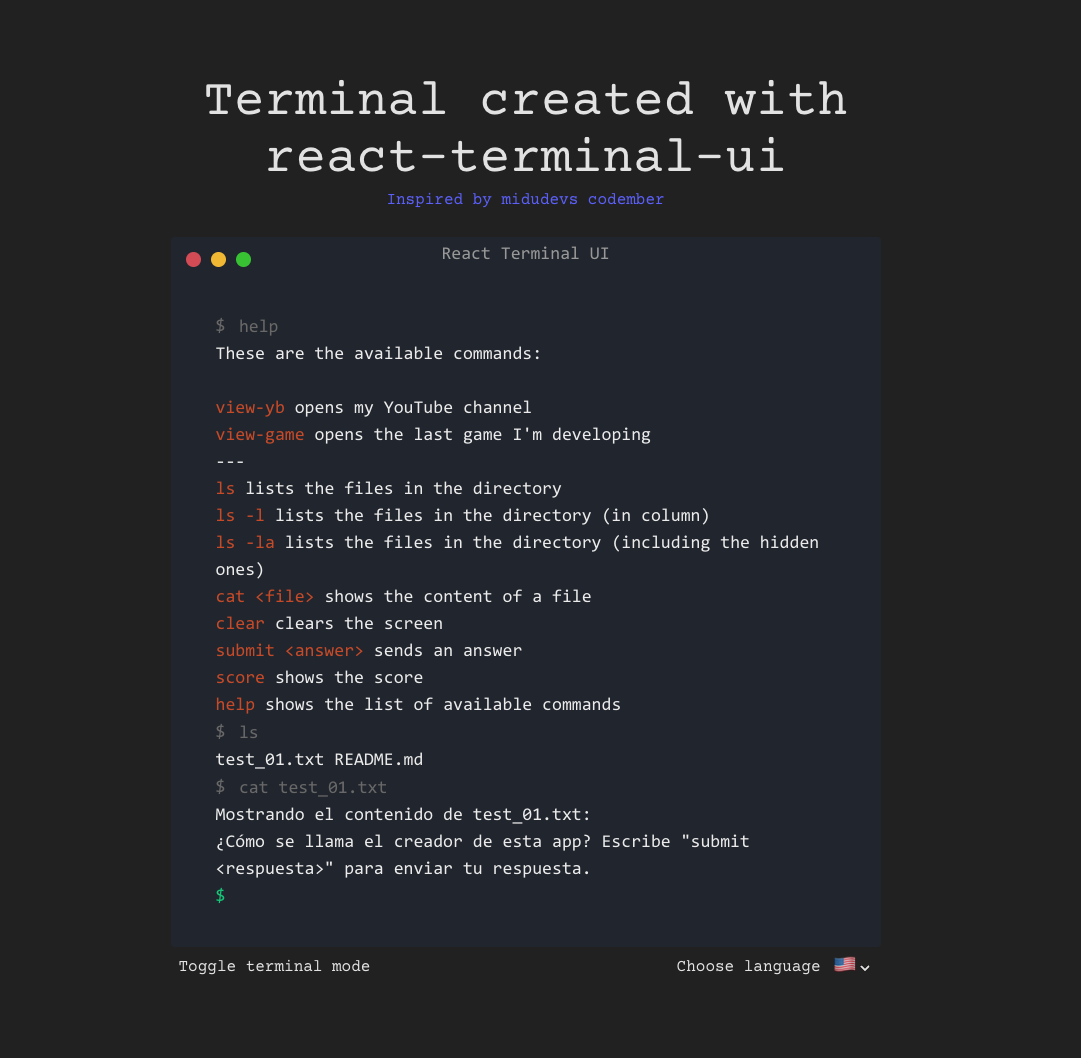 Terminal created with
react-terminal-ui
Inspired by midudevs codember
React Terminal UI
$ help
These are the available commands:
view-yb opens my YouTube channel
view-game opens the last game I'm developing
---
ls lists the files in the directory
ls -l lists the files in the directory (in column)
ls -la lists the files in the directory (including the hidden
ones)
cat <file> shows the content of a file
clear clears the screen
submit <answer> sends an answer
score shows the score
help shows the list of available commands
$ ls
test_01.txt README.md
$ cat test_01.txt
Mostrando el contenido de test_01.txt:
¿Cómo se llama el creador de esta app? Escribe "submit
<respuesta>" para enviar tu respuesta.
$
Toggle terminal mode
Choose language